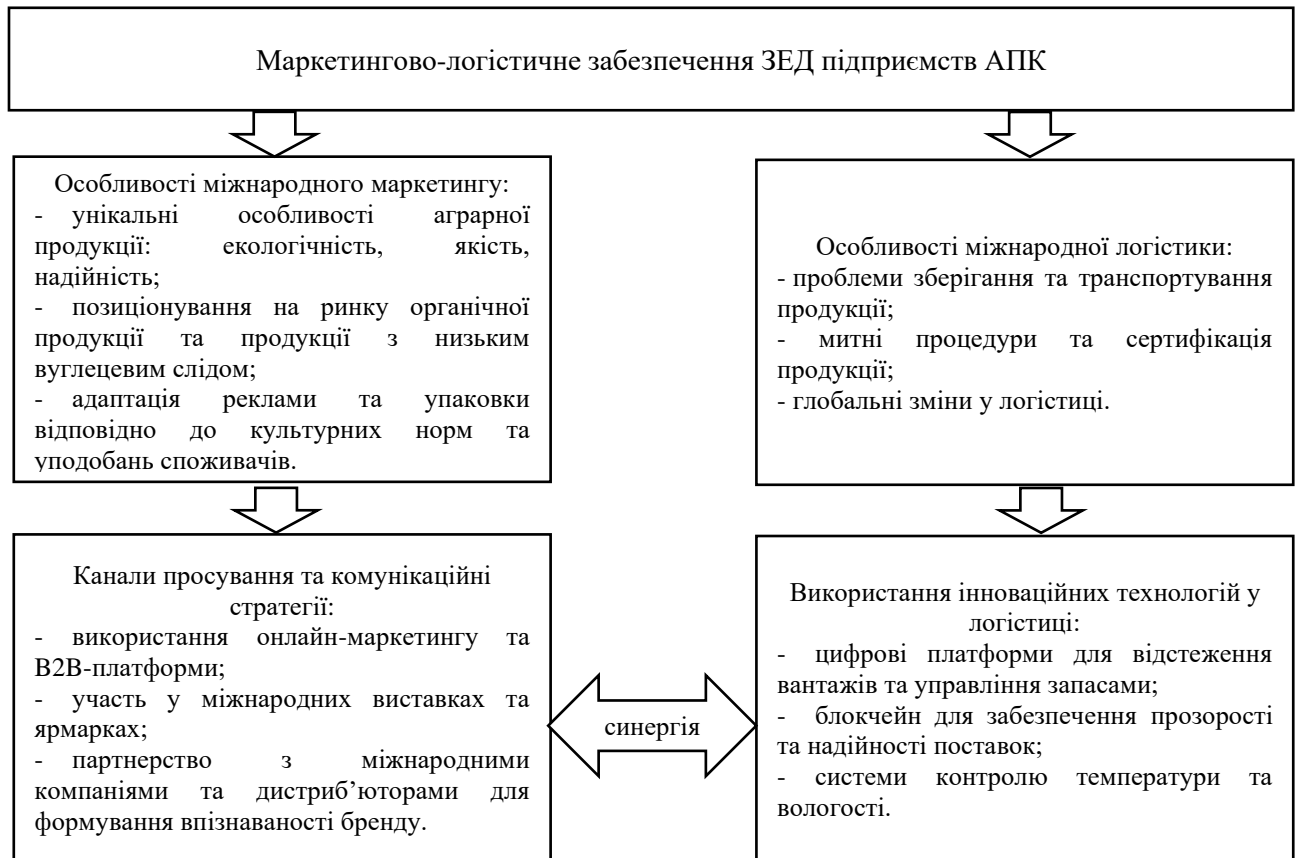 Маркетингово-логістичне забезпечення ЗЕД підприємств АПК
Особливості міжнародного маркетингу:
- унікальні особливості аграрної
продукції: екологічність, якість,
надійність;
- позиціонування на ринку органічної
продукції та продукції з низьким
вуглецевим слідом;
- адаптація реклами та упаковки
відповідно до культурних норм та
уподобань споживачів.
Особливості міжнародної логістики:
- проблеми зберігання та транспортування
продукції;
- митні процедури та сертифікація
продукції;
- глобальні зміни у логістиці.
Канали просування та комунікаційні
стратегії:
- використання онлайн-маркетингу та
B2B-платформи;
- участь у міжнародних виставках та
ярмарках;
- партнерство з міжнародними
компаніями та дистриб’юторами для
формування впізнаваності бренду.
синергія
Використання інноваційних технологій у
логістиці:
- цифрові платформи для відстеження
вантажів та управління запасами;
- блокчейн для забезпечення прозорості
та надійності поставок;
- системи контролю температури та
вологості.